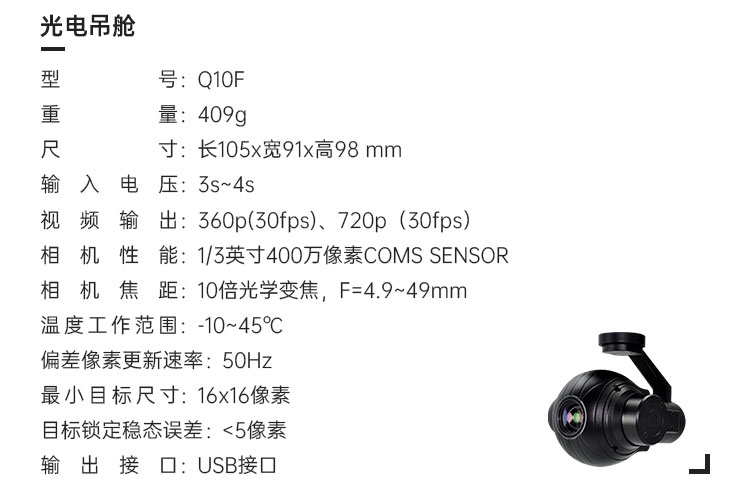 光电吊舱
型号：Q10F
重量：409g
尺寸：长105x宽91x高98 mm
输入电压：3s~4s
视频输出：360p(30fps)、720p（30fps）
相机性能：1/3英寸400万像素COMS SENSOR
相机焦距：10倍光学变焦，F=4.9~49mm
温度工作范围：-10~45℃
偏差像素更新速率：50Hz
最小目标尺寸：16x16像素
目标锁定稳态误差：<5像素
输出接口：USB接口